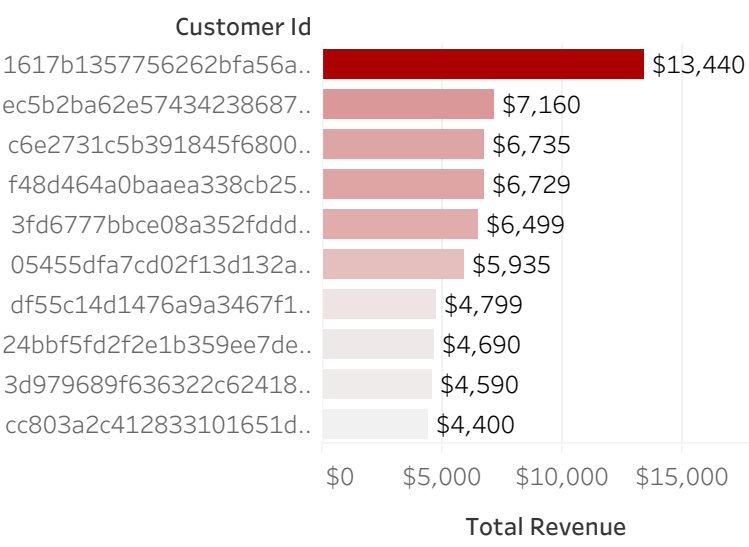 Customer Id
1617b1357756262bfa56a.. $13,440
ec5b2ba62e57434238687.. $7,160
c6e2731c5b391845f6800.. $6,735
f48d464a0baaea338cb25.. $6,729
3fd6777bbce08a352fddd.. $6,499
05455dfa7cd02f13d132a.. $5,935
df55c14d1476a9a3467f1.. $4,799
24bbf5fd2f2e1b359ee7de.. $4,690
3d979689f636322c62418.. $4,590
cc803a2c412833101651d.. $4,400
$0 $5,000 $10,000 $15,000
Total Revenue